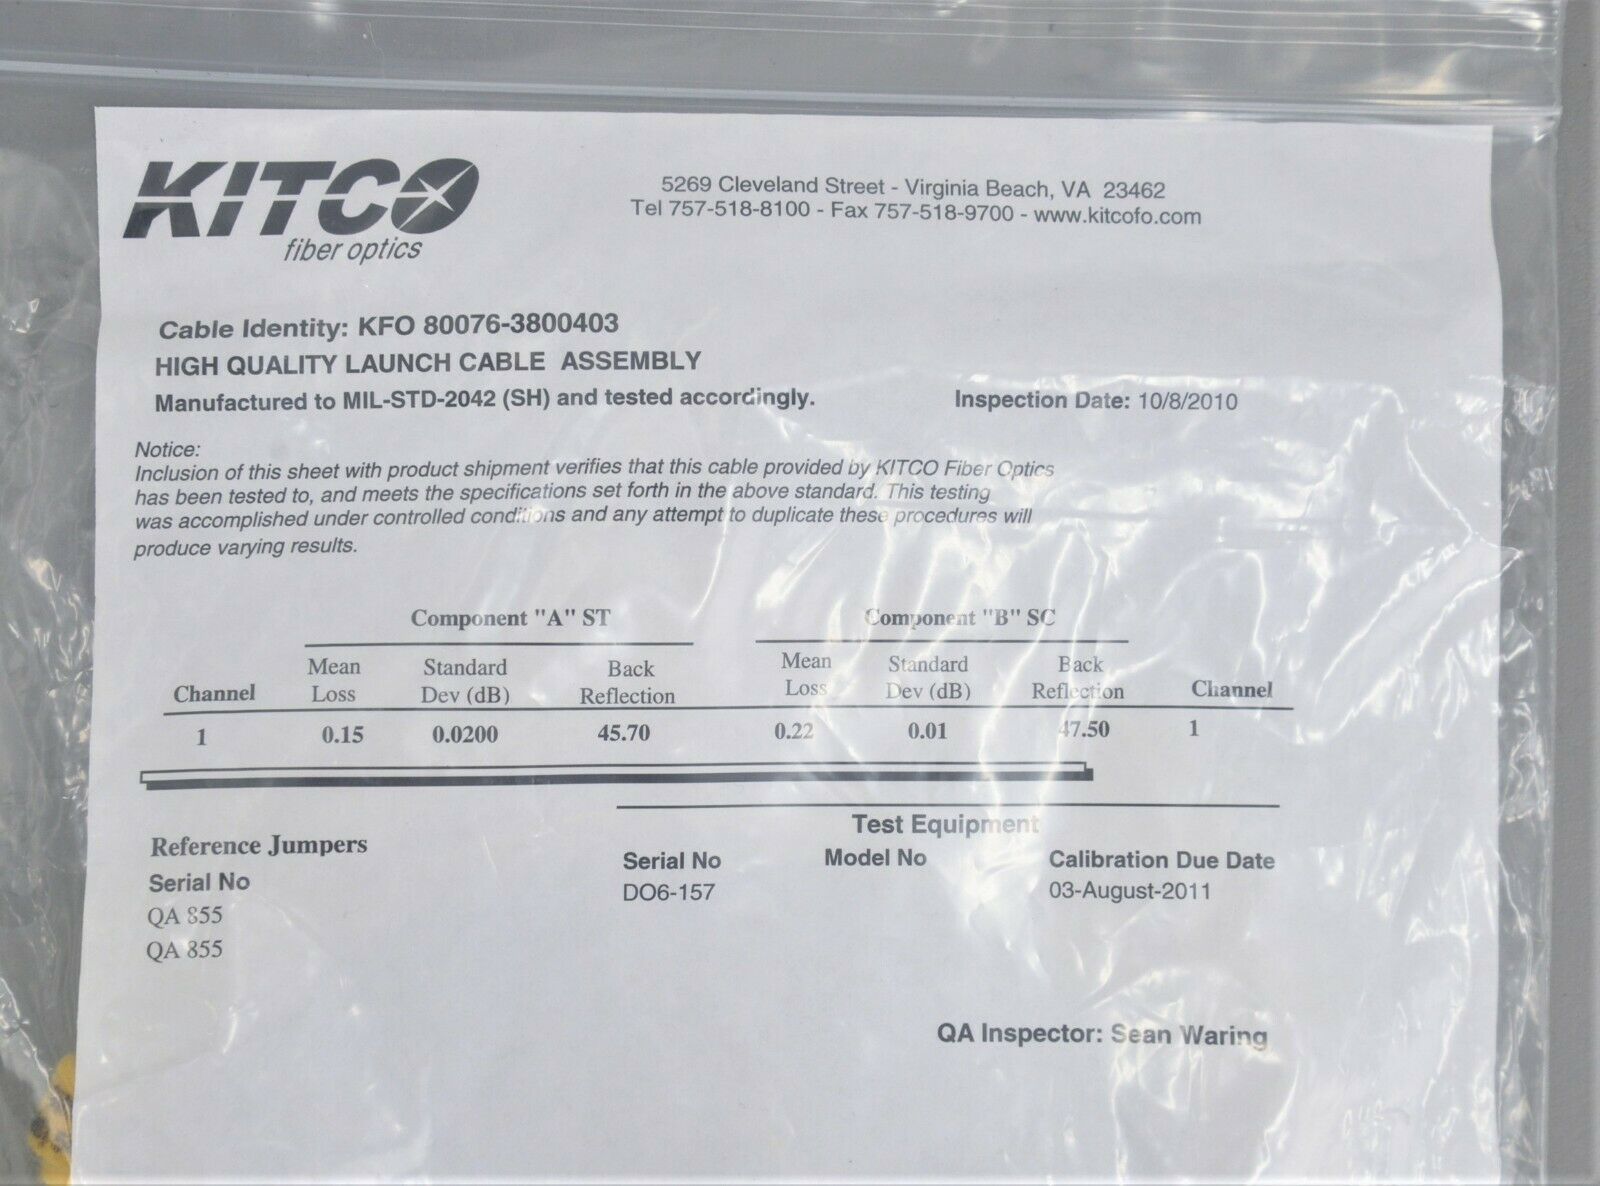 KITCO
fiber optics
5269 Cleveland Street - Virginia Beach, VA 23462
Tel 757-518-8100 - Fax 757-518-9700 - www.kitcofo.com
Cable Identity: KFO 80076-3800403
HIGH QUALITY LAUNCH CABLE ASSEMBLY
Manufactured to MIL-STD-2042 (SH) and tested accordingly. Inspection Date: 10/8/2010
Notice:
Inclusion of this sheet with product shipment verifies that this cable provided by KITCO Fiber Optics
has been tested to, and meets the specifications set forth in the above standard. This testing
was accomplished under controlled conditions and any attempt to duplicate these procedures will
produce varying results.
Component "A" ST Component "B" SC
Mean Standard Back Mean Standard Back
Channel Loss Dev (dB) Reflection Loss Dev (dB) Reflection Channel
1 0.15 0.0200 45.70 0.22 0.01 47.50 1
Test Equipment
Reference Jumpers
Serial No Model No Calibration Due Date
Serial No
DO6-157 03-August-2011
QA 855
QA 855
QA Inspector: Sean Waring